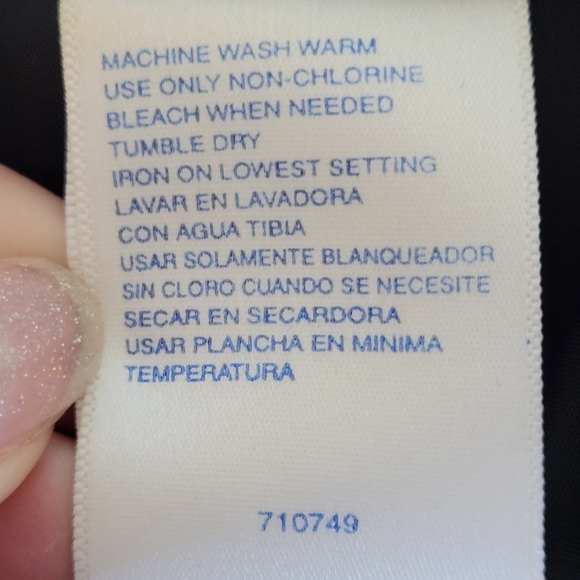 MACHINE WASH WARM
USE ONLY NON-CHLORINE
BLEACH WHEN NEEDED
TUMBLE DRY
IRON ON LOWEST SETTING
LAVAR EN LAVADORA
CON AGUA TIBIA
USAR SOLAMENTE BLANQUEADOR
SIN CLORO CUANDO SE NECESITE
SECAR EN SECARDORA
USAR PLANCHA EN MINIMA
TEMPERATURA
710749